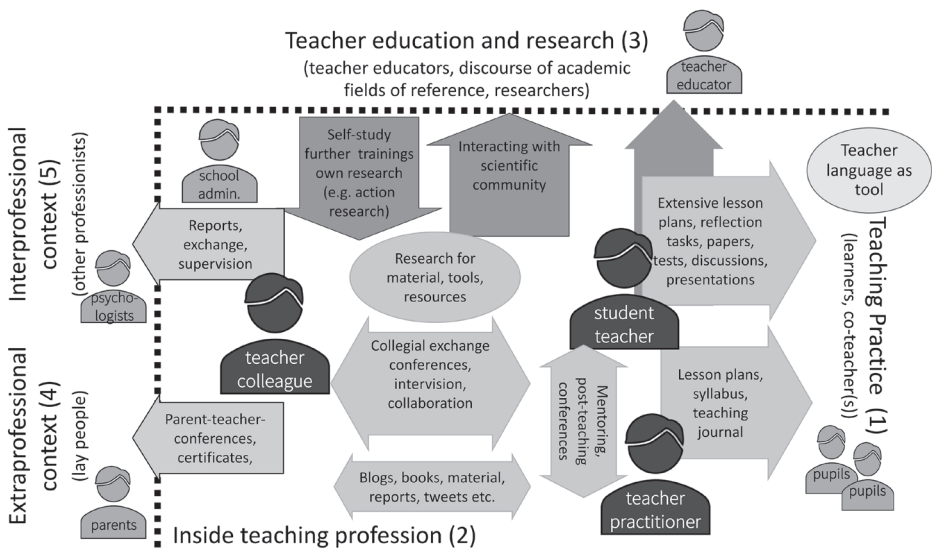 Teacher education and research (3)
(teacher educators, discourse of academic
fields of reference, researchers)
teacher
educator
Interprofessional
context (5)
(other professionists)
school
admin.
Self-study
further trainings
own research
(e.g. action
research)
Interacting with
scientific
community
Teacher
language as
tool
Reports,
exchange,
supervision
psycho-
logists
Research for
material, tools,
resources
Extensive lesson
plans, reflection
tasks, papers,
tests, discussions,
presentations
student
teacher
Teaching Practice (1)
(learners, co-teacher(s))
teacher
colleague
Collegial exchange
conferences,
intervision,
collaboration
Mentoring,
post-teaching
conferences
Lesson plans,
syllabus,
teaching
journal
Extraprofessional
context (4)
(lay people)
Parent-teacher-
conferences,
certificates,
parents
Blogs, books, material,
reports, tweets etc.
teacher
practitioner
pupils
pupils
Inside teaching profession (2)